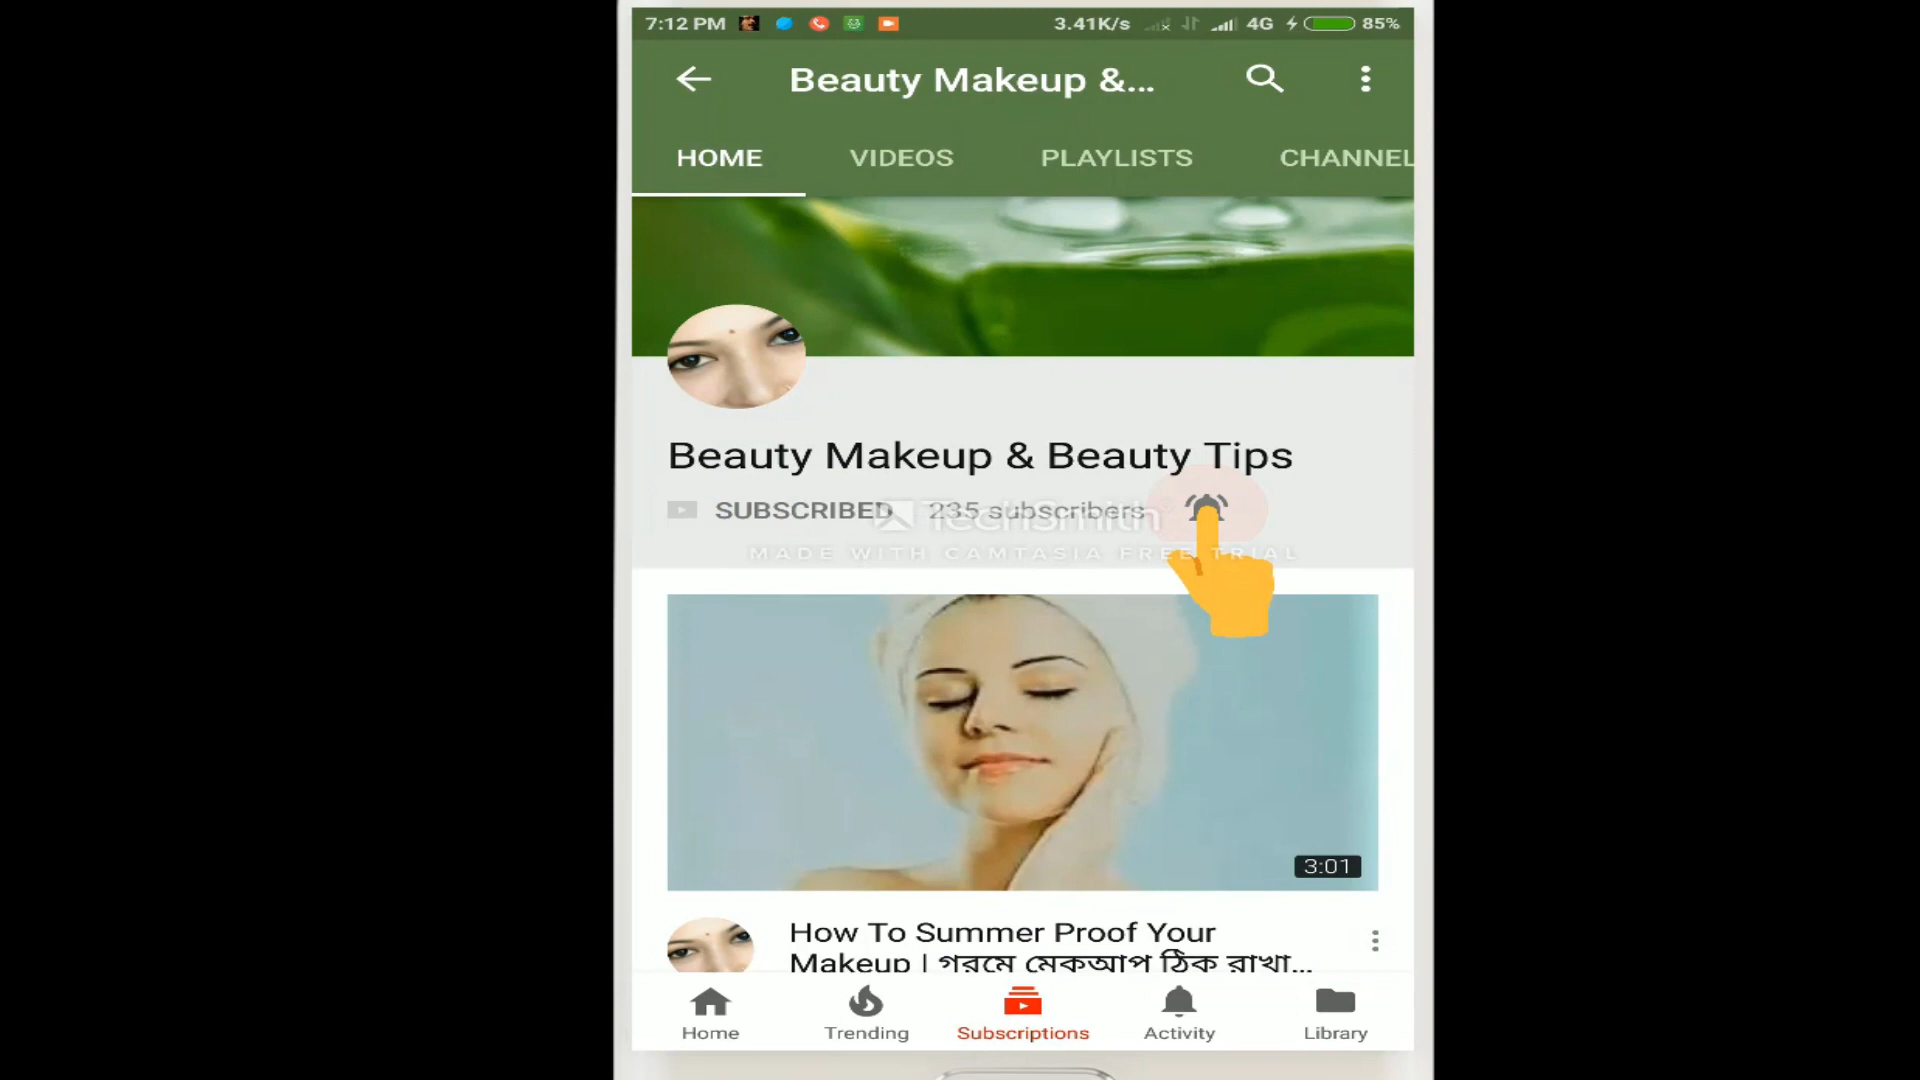 7:12 PM 3.41K/s 4G 85%
Beauty Makeup &...
HOME VIDEOS PLAYLISTS CHANNEL
Beauty Makeup & Beauty Tips
SUBSCRIBED 235 subscribers
TechSmith
MADE WITH CAMTASIA FREE TRIAL
3:01
How To Summer Proof Your
Makeup | গরমে মেকআপ ঠিক রাখা...
Home Trending Subscriptions Activity Library